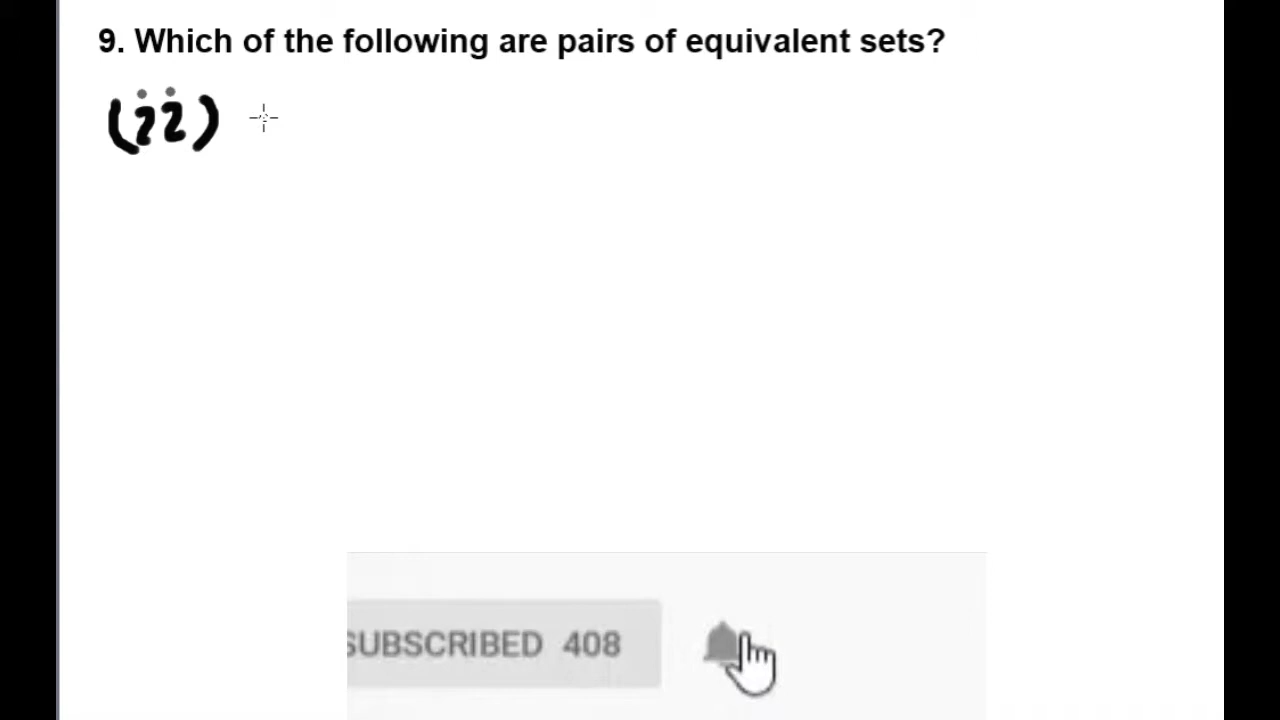 9. Which of the following are pairs of equivalent sets?
(ii)
SUBSCRIBED 408